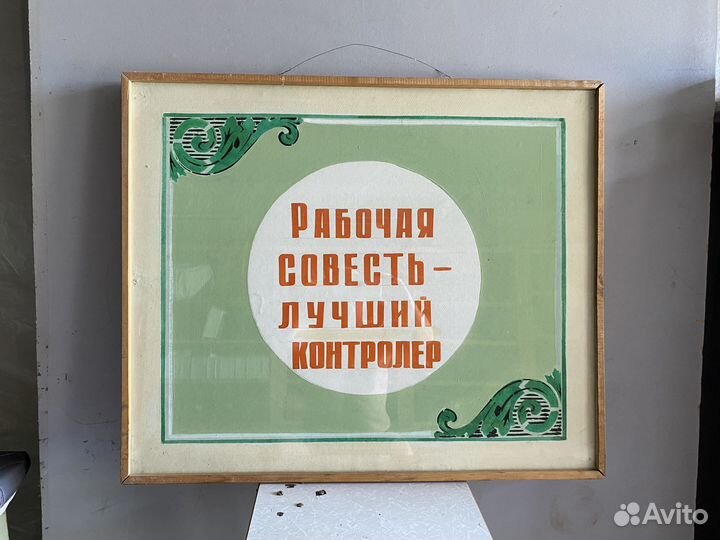 Рабочая
совесть –
лучший
контролер
Avito